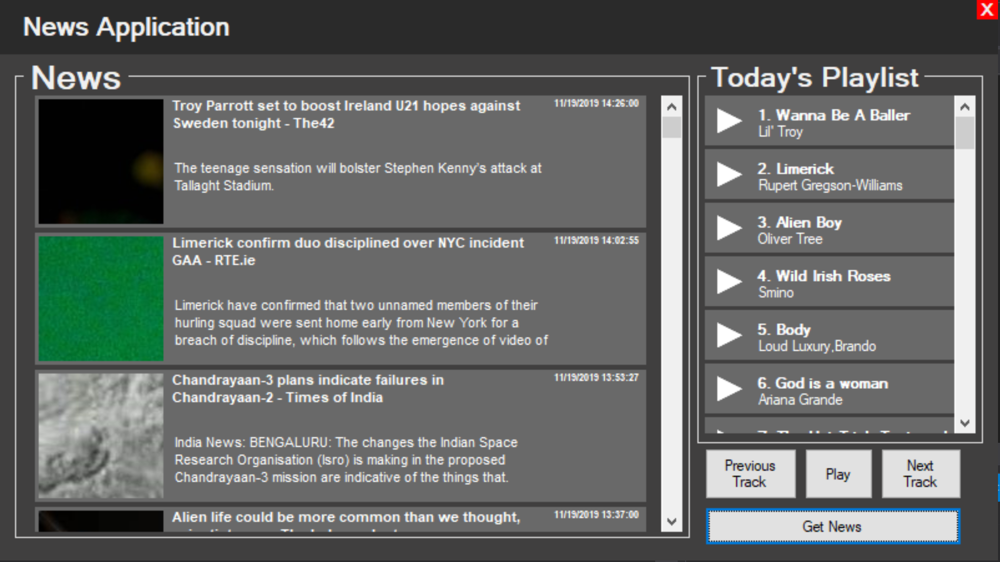 News Application
X
News
Troy Parrott set to boost Ireland U21 hopes against
Sweden tonight - The42
11/19/2019 14:26:00
The teenage sensation will bolster Stephen Kenny's attack at
Tallaght Stadium.
Limerick confirm duo disciplined over NYC incident
GAA - RTE.ie
11/19/2019 14:02:55
Limerick have confirmed that two unnamed members of their
hurling squad were sent home early from New York for a
breach of discipline, which follows the emergence of video of
Chandrayaan-3 plans indicate failures in
Chandrayaan-2 - Times of India
11/19/2019 13:53:27
India News: BENGALURU: The changes the Indian Space
Research Organisation (Isro) is making in the proposed
Chandrayaan-3 mission are indicative of the things that.
Alien life could be more common than we thought,
11/19/2019 13:37:00
Today's Playlist
1. Wanna Be A Baller
Lil' Troy
2. Limerick
Rupert Gregson-Williams
3. Alien Boy
Oliver Tree
4. Wild Irish Roses
Smino
5. Body
Loud Luxury,Brando
6. God is a woman
Ariana Grande
Previous
Track
Play
Next
Track
Get News